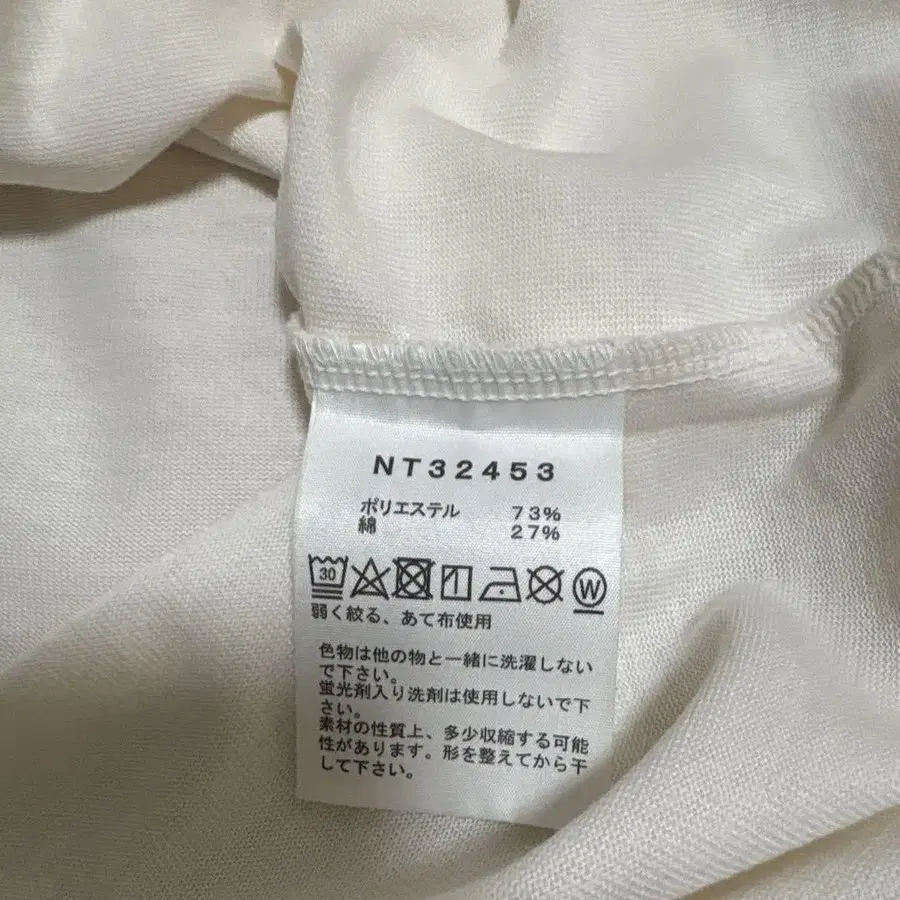 NT32453
ポリエステル 73%
綿 27%
30 W
弱く絞る、あて布使用
色物は他の物と一緒に洗濯しない
で下さい。
蛍光剤入り洗剤は使用しないで下
さい。
素材の性質上、多少収縮する可能
性があります。形を整えてから干
して下さい。